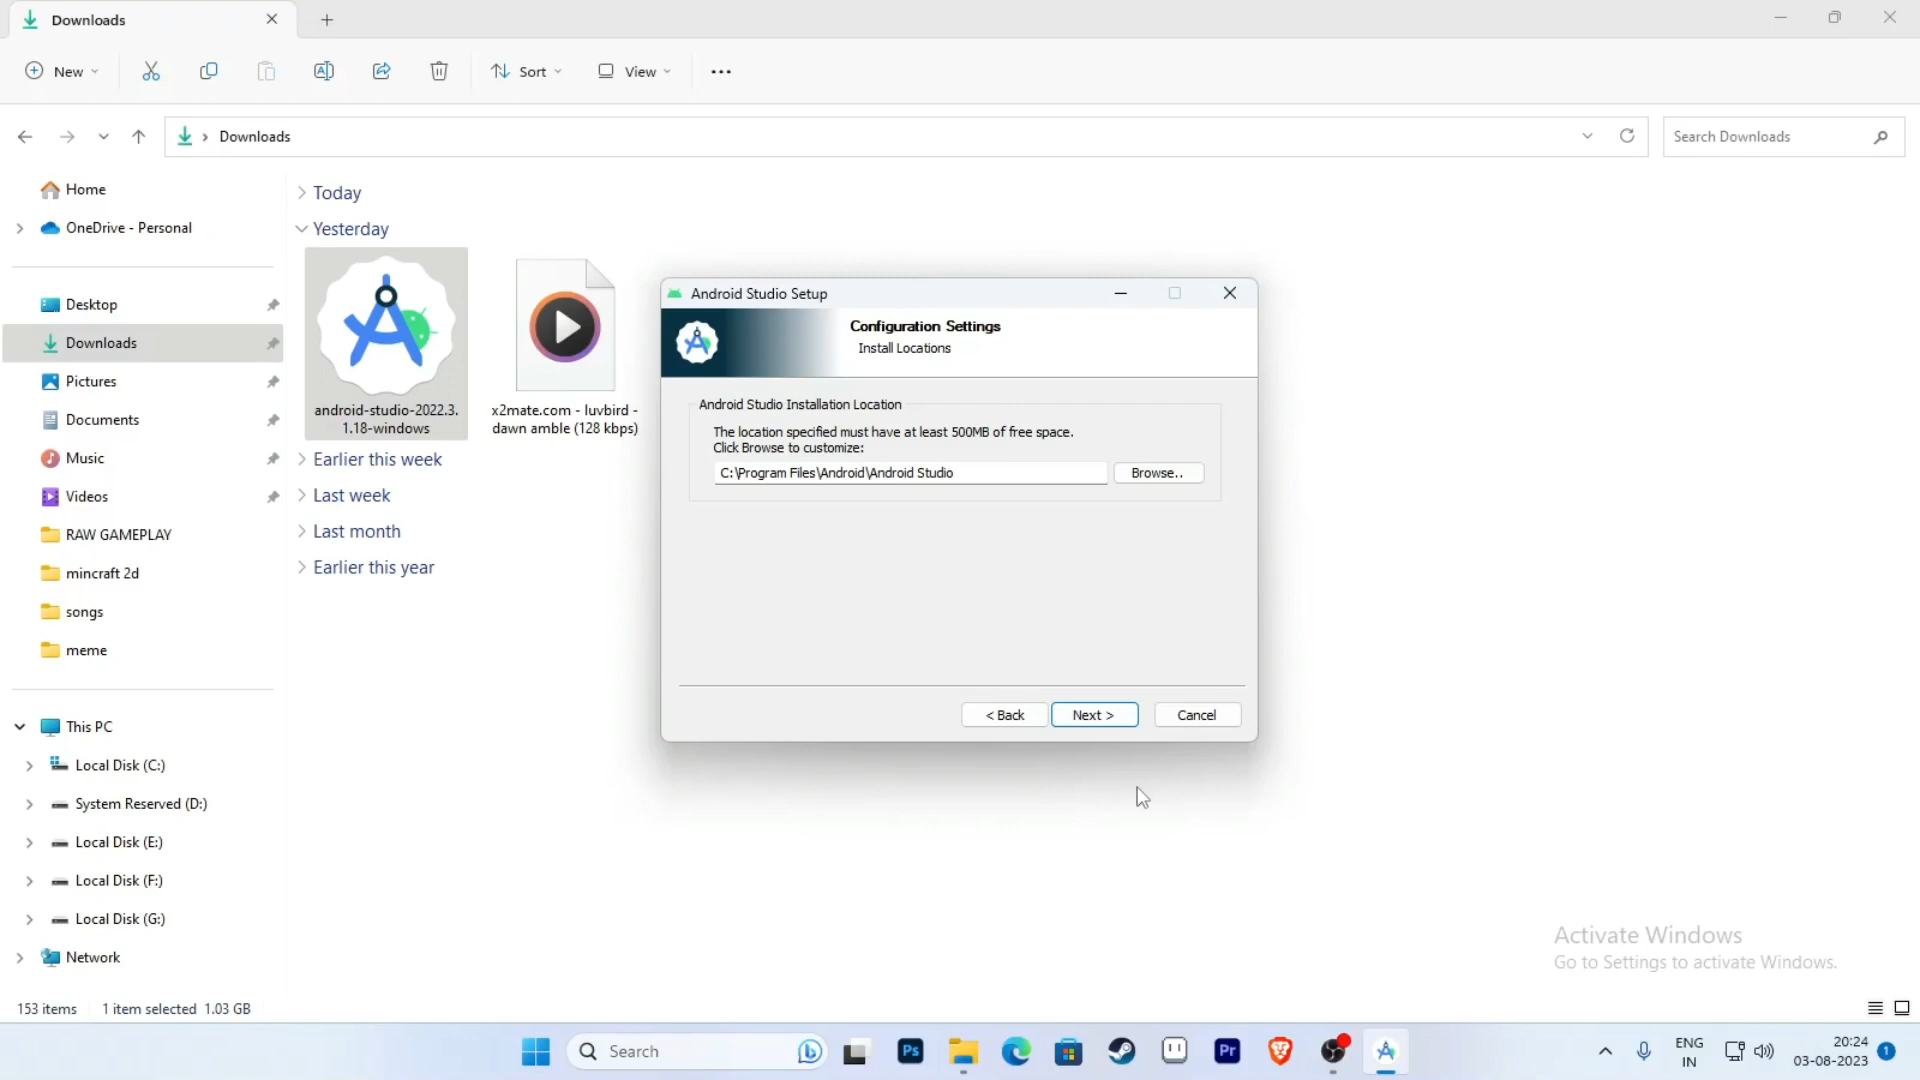 Downloads
New
Sort
View
Downloads
Search Downloads
Home
OneDrive - Personal
Desktop
Downloads
Pictures
Documents
Music
Videos
RAW GAMEPLAY
mincraft 2d
songs
meme
This PC
Local Disk (C:)
System Reserved (D:)
Local Disk (E:)
Local Disk (F:)
Local Disk (G:)
Network
Today
Yesterday
android-studio-2022.3.
1.18-windows
x2mate.com - luvbird -
dawn amble (128 kbps)
Earlier this week
Last week
Last month
Earlier this year
Android Studio Setup
Configuration Settings
Install Locations
Android Studio Installation Location
The location specified must have at least 500MB of free space.
Click Browse to customize:
C:\Program Files\Android\Android Studio
Browse..
< Back
Next >
Cancel
Activate Windows
Go to Settings to activate Windows.
153 items
1 item selected 1.03 GB
Search
Ps
Pr
ENG
IN
20:24
03-08-2023
1